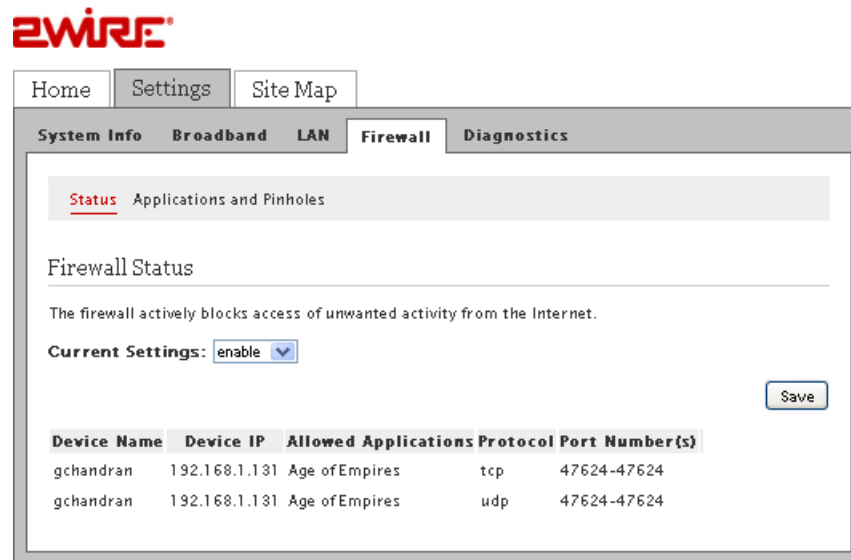 2WIRE®
Home Settings Site Map
System Info Broadband LAN Firewall Diagnostics
Status Applications and Pinholes
Firewall Status
The firewall actively blocks access of unwanted activity from the Internet.
Current Settings: enable
Save
Device Name Device IP Allowed Applications Protocol Port Number(s)
gchandran 192.168.1.131 Age of Empires tcp 47624-47624
gchandran 192.168.1.131 Age of Empires udp 47624-47624